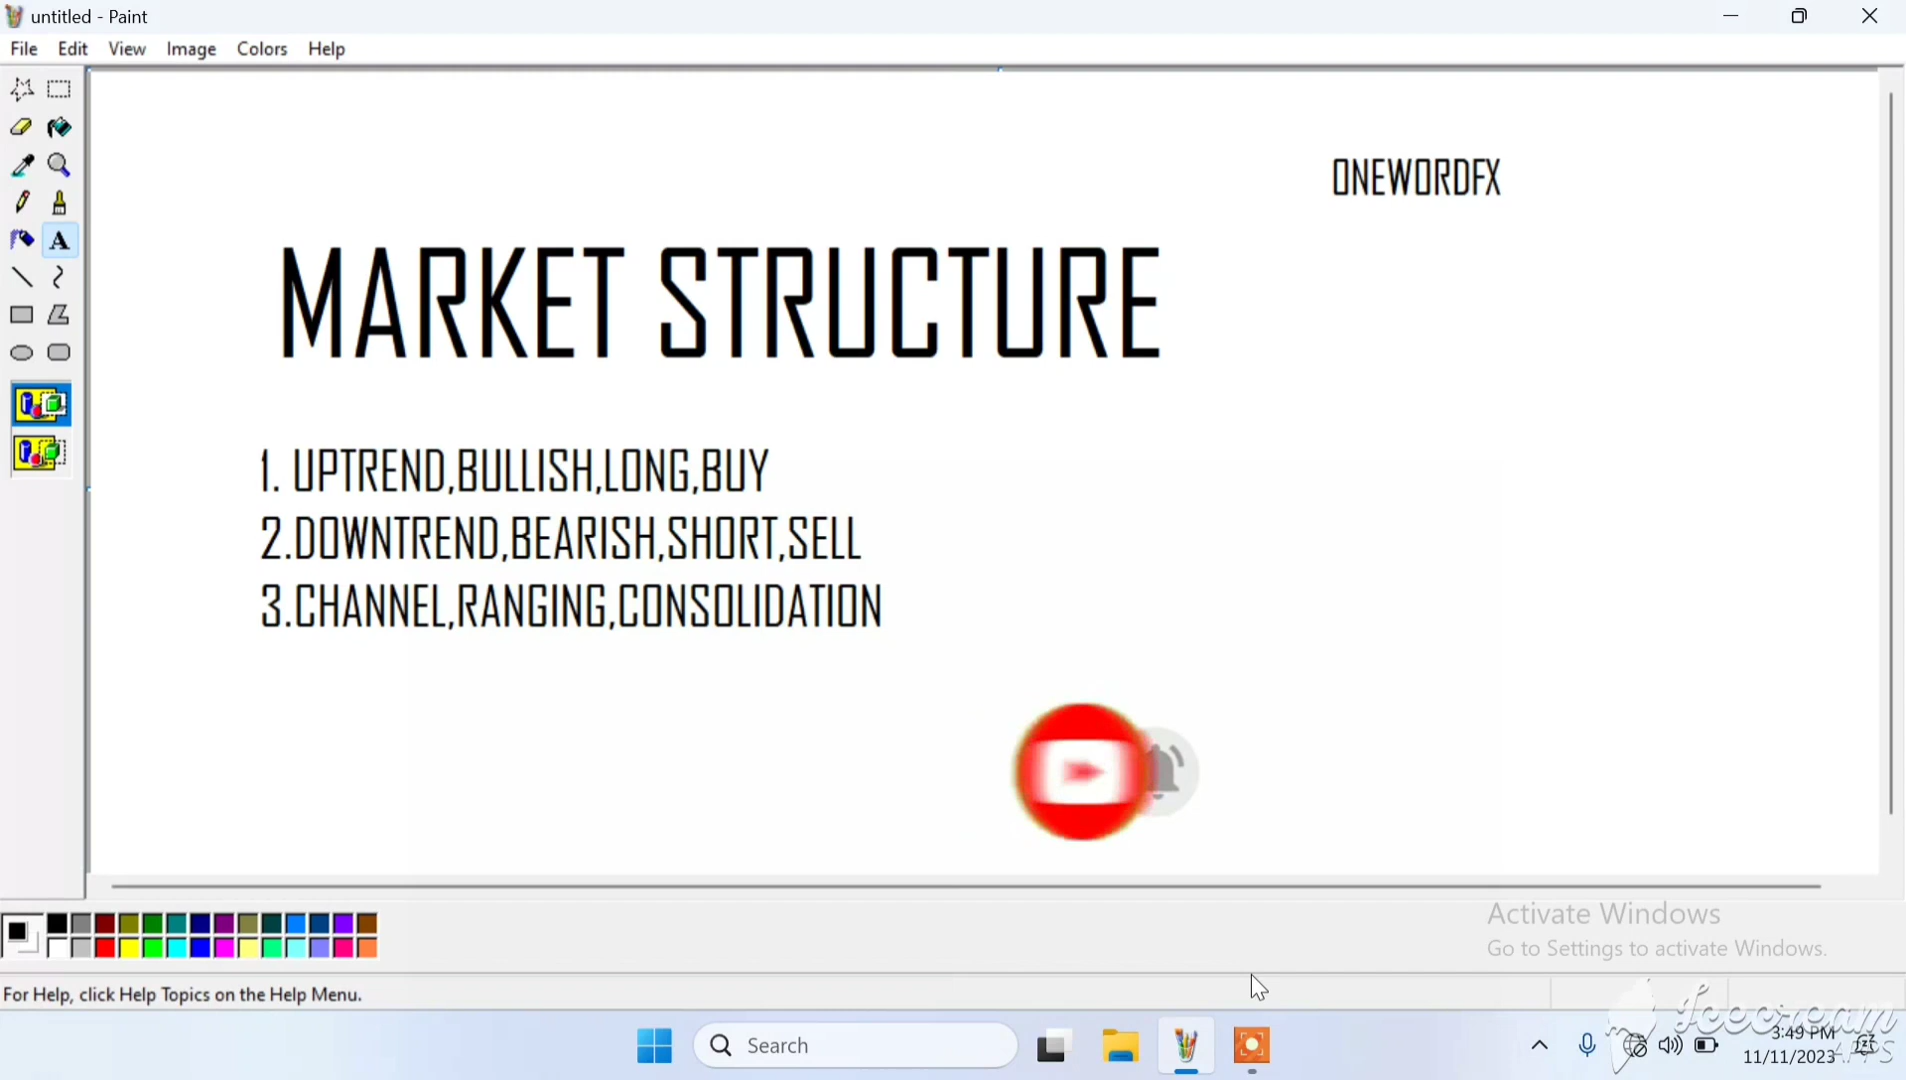 untitled - Paint
File Edit View Image Colors Help
ONEWORDFX
MARKET STRUCTURE
1. UPTREND,BULLISH,LONG,BUY
2.DOWNTREND,BEARISH,SHORT,SELL
3.CHANNEL,RANGING,CONSOLIDATION
Activate Windows
Go to Settings to activate Windows.
For Help, click Help Topics on the Help Menu.
Icecream
APPS
Search
3:49 PM
11/11/2023